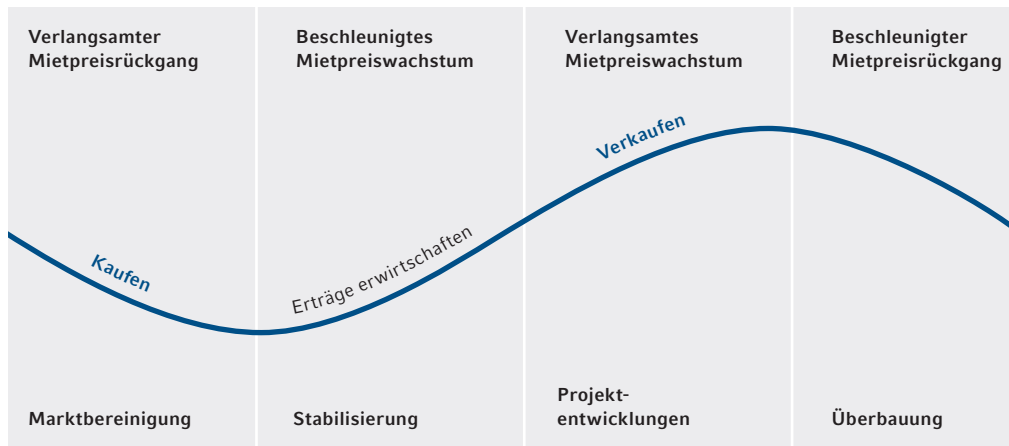 Verlangsamter
Mietpreisrückgang
Beschleunigtes
Mietpreiswachstum
Verlangsamtes
Mietpreiswachstum
Beschleunigter
Mietpreisrückgang
Kaufen
Erträge erwirtschaften
Verkaufen
Marktbereinigung
Stabilisierung
Projekt-
entwicklungen
Überbauung